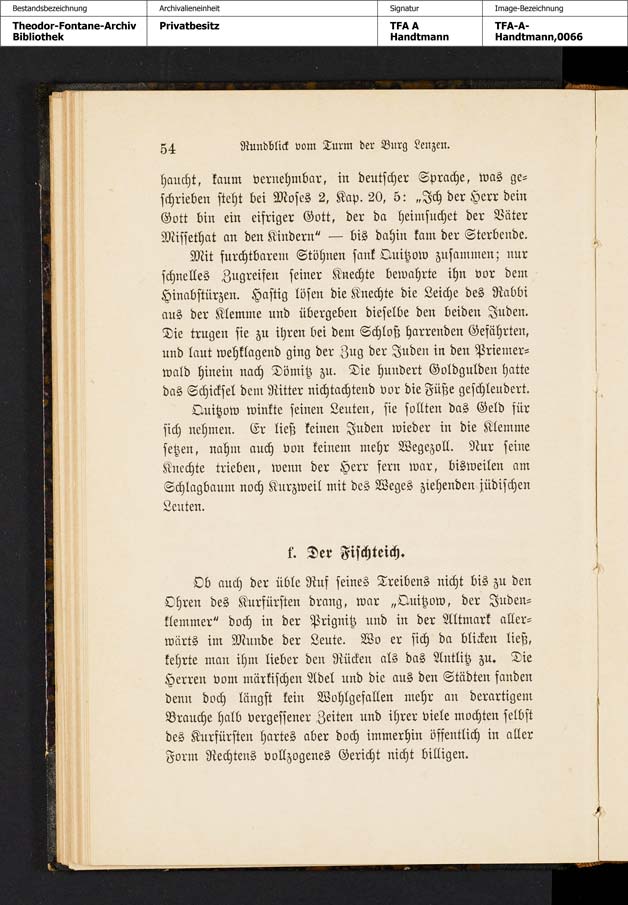 Bestandsbezeichnung Archivalieneinheit Signatur Image-Bezeichnung
Theodor-Fontane-Archiv Privatbesitz TFA A TFA-A-
Bibliothek Handtmann Handtmann,0066
54 Rundblick vom Turm der Burg Lenzen.
haucht, kaum vernehmbar, in deutscher Sprache, was ge-
schrieben steht bei Moses 2, Kap. 20, 5: „Ich der Herr dein
Gott bin ein eifriger Gott, der da heimsuchet der Väter
Missethat an den Kindern“ — bis dahin kam der Sterbende.
Mit furchtbarem Stöhnen sank Quitzow zusammen; nur
schnelles Zugreifen seiner Knechte bewahrte ihn vor dem
Hinabstürzen. Hastig lösen die Knechte die Leiche des Rabbi
aus der Klemme und übergeben dieselbe den beiden Juden.
Die trugen sie zu ihren bei dem Schloß harrenden Gefährten,
und laut wehklagend ging der Zug der Juden in den Priemer-
wald hinein nach Dömitz zu. Die hundert Goldgulden hatte
das Schicksel dem Ritter nichtachtend vor die Füße geschleudert.
Quitzow winkte seinen Leuten, sie sollten das Geld für
sich nehmen. Er ließ keinen Juden wieder in die Klemme
setzen, nahm auch von keinem mehr Wegezoll. Nur seine
Knechte trieben, wenn der Herr fern war, bisweilen am
Schlagbaum noch Kurzweil mit des Weges ziehenden jüdischen
Leuten.
f. Der Fischteich.
Ob auch der üble Ruf seines Treibens nicht bis zu den
Ohren des Kurfürsten drang, war „Quitzow, der Juden-
klemmer“ doch in der Prignitz und in der Altmark aller-
wärts im Munde der Leute. Wo er sich da blicken ließ,
kehrte man ihm lieber den Rücken als das Antlitz zu. Die
Herren vom märkischen Adel und die aus den Städten fanden
denn doch längst kein Wohlgefallen mehr an derartigem
Brauche halb vergessener Zeiten und ihrer viele mochten selbst
des Kurfürsten hartes aber doch immerhin öffentlich in aller
Form Rechtens vollzogenes Gericht nicht billigen.